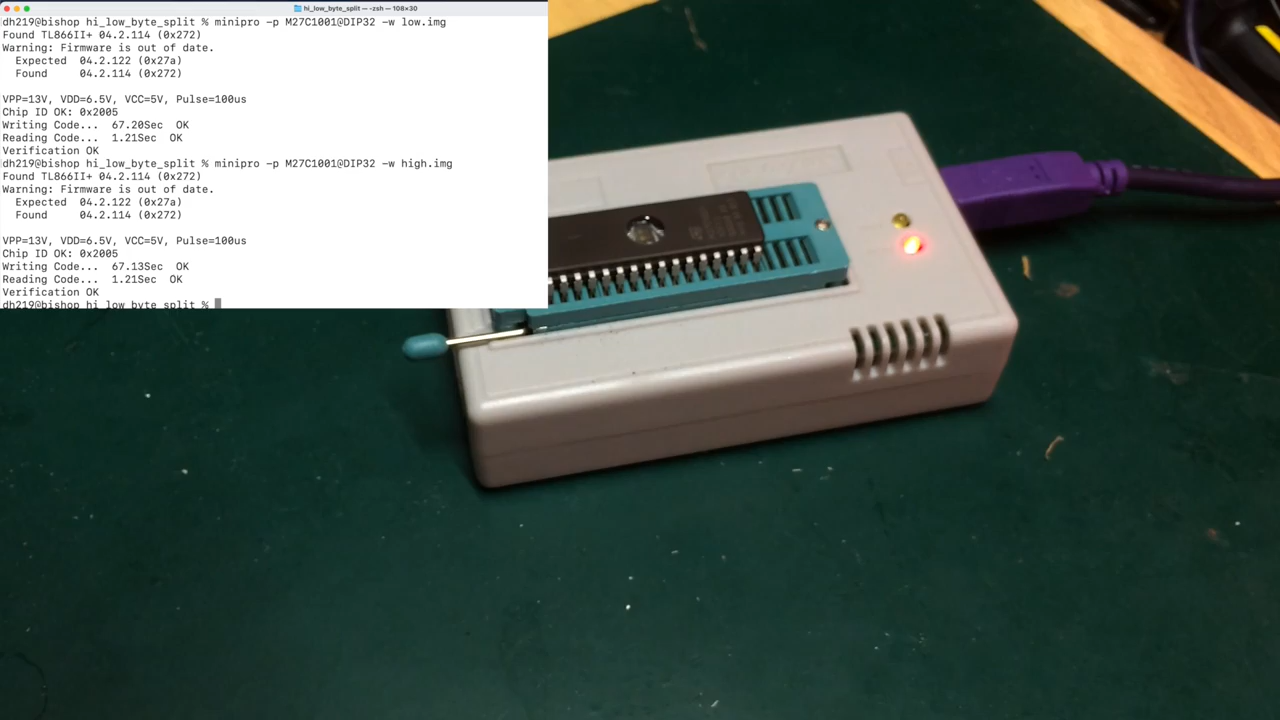 hi_low_byte_split — -zsh — 108×30
dh219@bishop hi_low_byte_split % minipro -p M27C1001@DIP32 -w low.img
Found TL866II+ 04.2.114 (0x272)
Warning: Firmware is out of date.
  Expected  04.2.122 (0x27a)
  Found     04.2.114 (0x272)

VPP=13V, VDD=6.5V, VCC=5V, Pulse=100us
Chip ID OK: 0x2005
Writing Code...  67.20Sec  OK
Reading Code...  1.21Sec  OK
Verification OK
dh219@bishop hi_low_byte_split % minipro -p M27C1001@DIP32 -w high.img
Found TL866II+ 04.2.114 (0x272)
Warning: Firmware is out of date.
  Expected  04.2.122 (0x27a)
  Found     04.2.114 (0x272)

VPP=13V, VDD=6.5V, VCC=5V, Pulse=100us
Chip ID OK: 0x2005
Writing Code...  67.13Sec  OK
Reading Code...  1.21Sec  OK
Verification OK
dh219@bishop hi_low_byte_split %